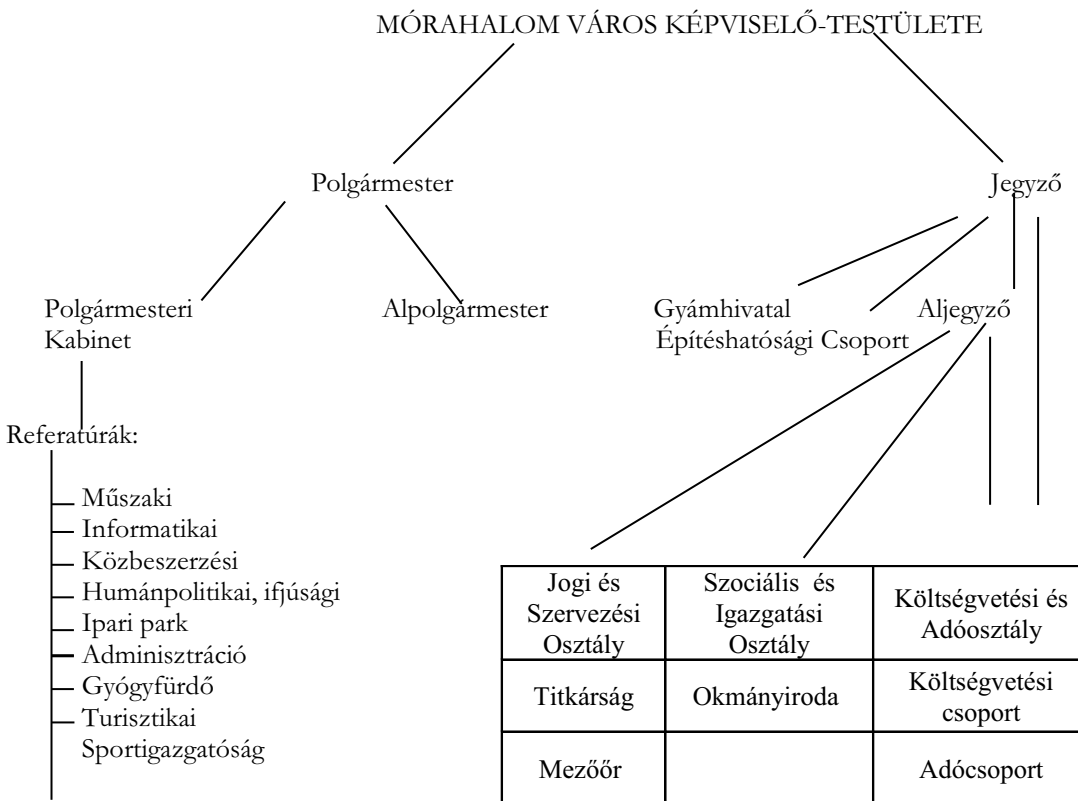 MÓRAHALOM VÁROS KÉPVISELŐ-TESTÜLETE
Polgármester
Jegyző
Polgármesteri
Kabinet
Alpolgármester
Gyámhivatal
Építéshatósági Csoport
Aljegyző
Referatúrák:
Műszaki
Informatikai
Közbeszerzési
Humánpolitikai, ifjúsági
Ipari park
Adminisztráció
Gyógyfürdő
Turisztikai
Sportigazgatóság
Jogi és
Szervezési
Osztály
Szociális és
Igazgatási
Osztály
Költségvetési és
Adóosztály
Titkárság
Okmányiroda
Költségvetési
csoport
Mezőőr
Adócsoport